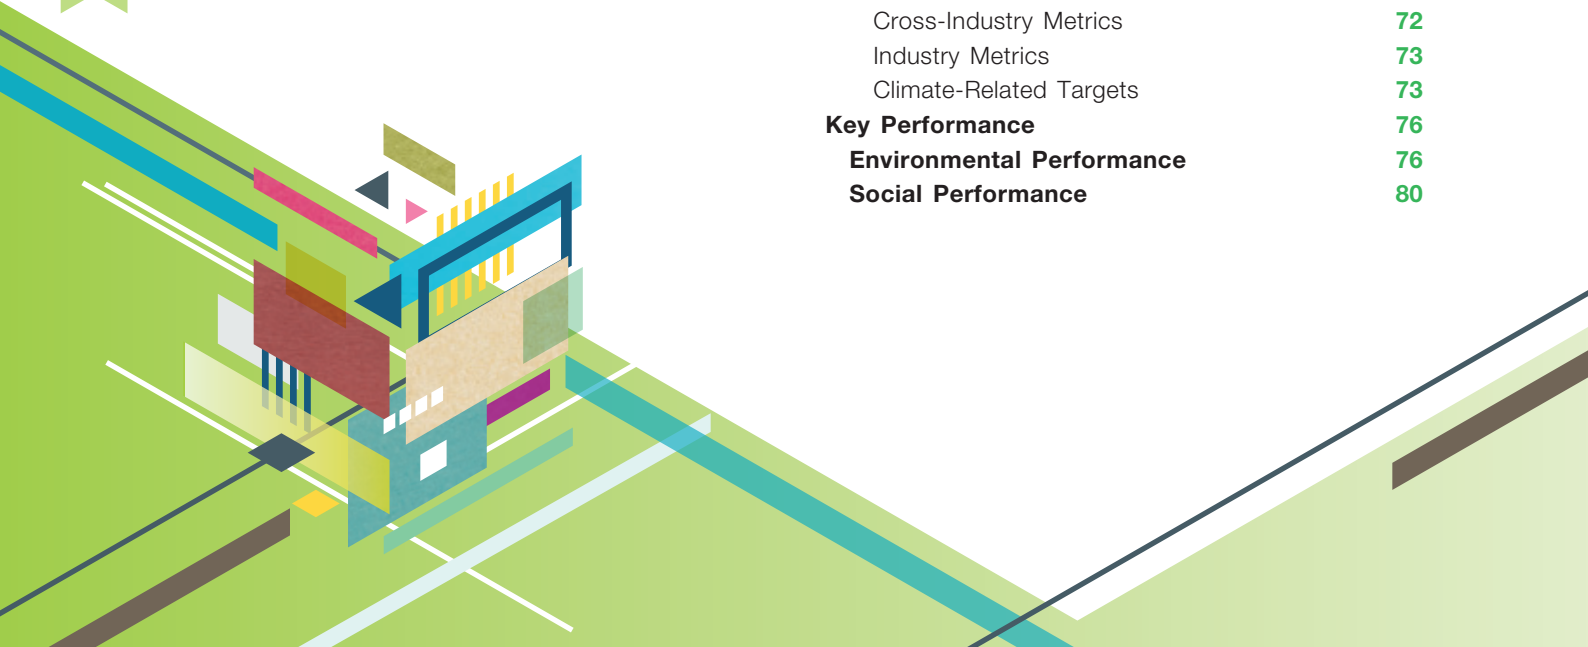 Cross-Industry Metrics 72
Industry Metrics 73
Climate-Related Targets 73
Key Performance 76
Environmental Performance 76
Social Performance 80